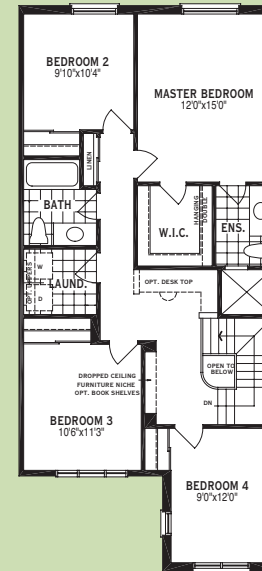 BEDROOM 2
9'10"x10'4"
MASTER BEDROOM
12'0"x15'0"
LINEN
BATH
W.I.C.
HANGING
DOUBLE
ENS.
OPT. UPPERS
W
D
LAUND.
OPT. DESK TOP
DROPPED CEILING
FURNITURE NICHE
OPT. BOOK SHELVES
OPEN TO
BELOW
DN
BEDROOM 3
10'6"x11'3"
BEDROOM 4
9'0"x12'0"